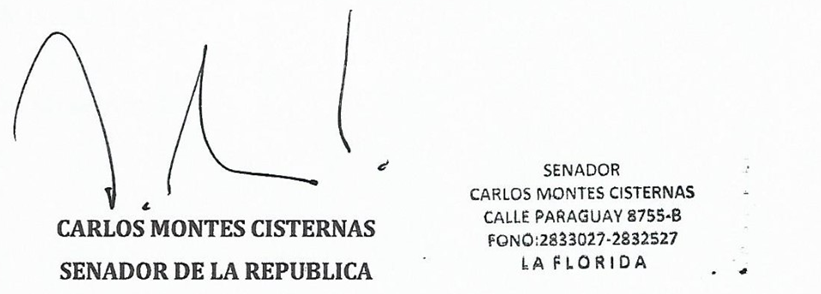 CARLOS MONTES CISTERNAS
SENADOR DE LA REPUBLICA
SENADOR
CARLOS MONTES CISTERNAS
CALLE PARAGUAY 8755-B
FONO:2833027-2832527
LA FLORIDA